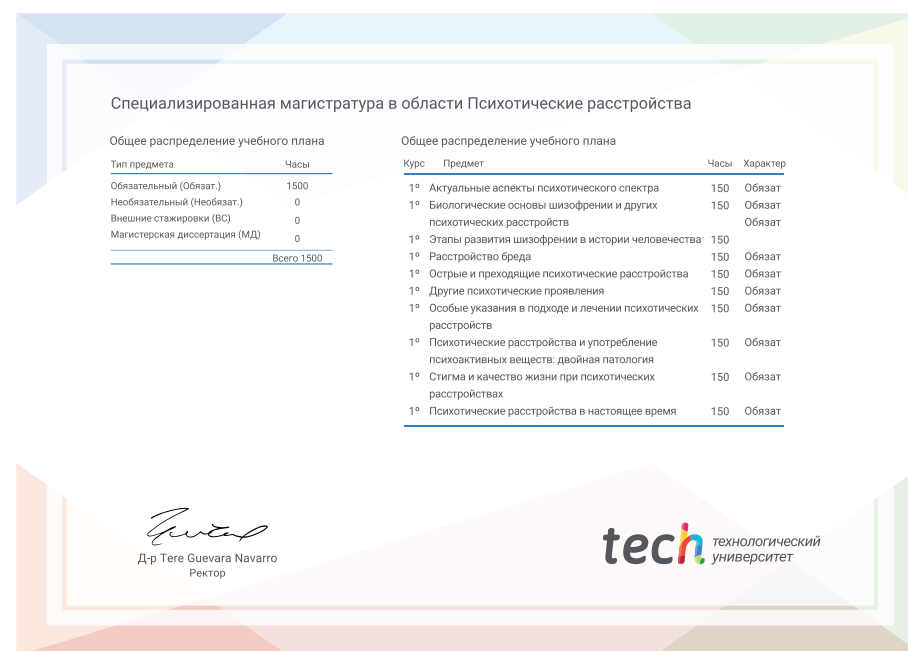 Специализированная магистратура в области Психотические расстройства
Общее распределение учебного плана
Тип предмета Часы
Обязательный (Обязат.) 1500
Необязательный (Необязат.) 0
Внешние стажировки (ВС) 0
Магистерская диссертация (МД) 0
Всего 1500
Общее распределение учебного плана
Курс Предмет Часы Характер
1º Актуальные аспекты психотического спектра 150 Обязат
1º Биологические основы шизофрении и других 150 Обязат
психотических расстройств Обязат
1º Этапы развития шизофрении в истории человечества 150
1º Расстройство бреда 150 Обязат
1º Острые и преходящие психотические расстройства 150 Обязат
1º Другие психотические проявления 150 Обязат
1º Особые указания в подходе и лечении психотических 150 Обязат
расстройств
1º Психотические расстройства и употребление 150 Обязат
психоактивных веществ: двойная патология
1º Стигма и качество жизни при психотических 150 Обязат
расстройствах
1º Психотические расстройства в настоящее время 150 Обязат
Д-р Tere Guevara Navarro
Ректор
tech технологический
университет